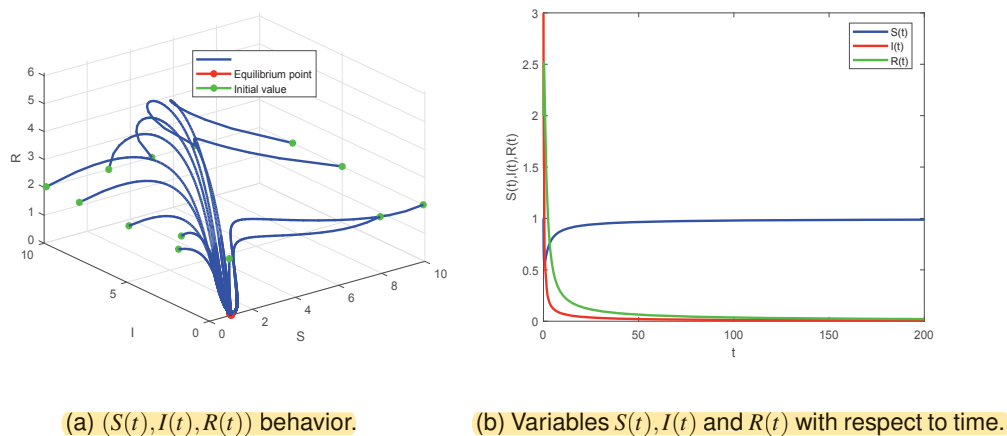 Equilibrium point
Initial value
R
6
5
4
3
2
1
0
10
5
0
I
0
2
4
6
8
10
S
3
2.5
2
1.5
1
0.5
0
S(t),I(t),R(t)
S(t)
I(t)
R(t)
0
50
100
150
200
t
(a) (S(t),I(t),R(t)) behavior.
(b) Variables S(t),I(t) and R(t) with respect to time.